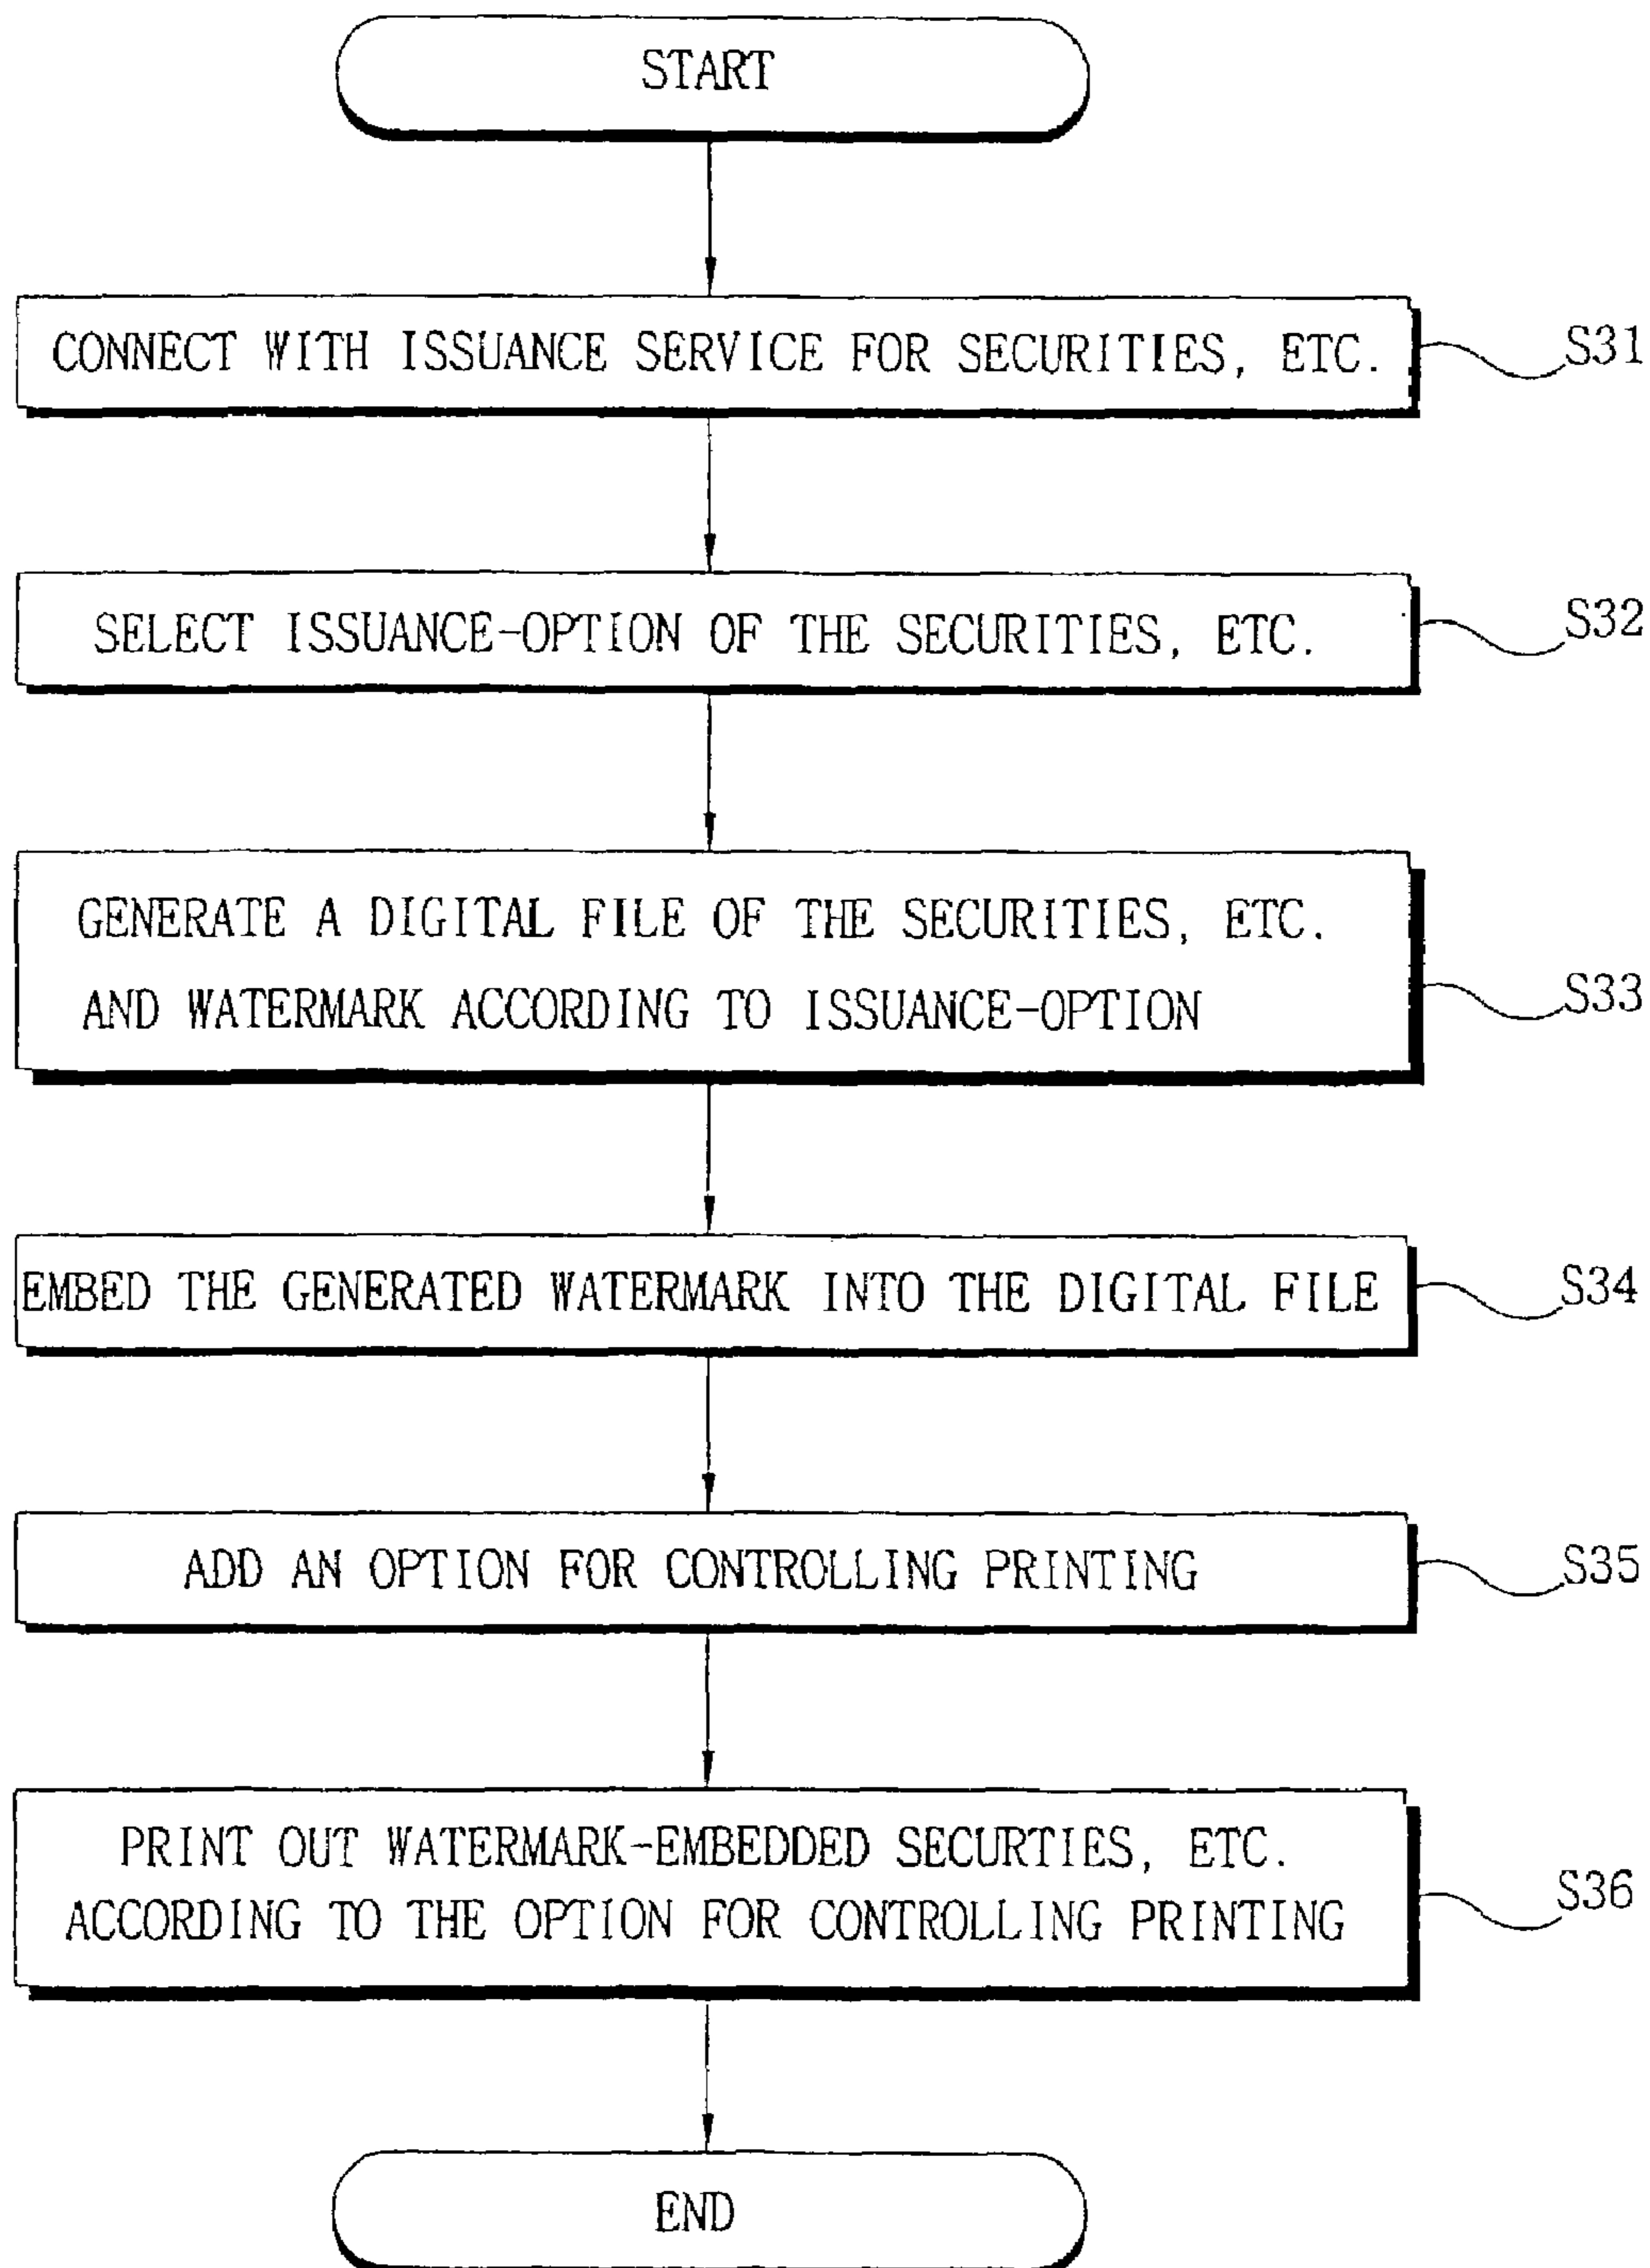 START
CONNECT WITH ISSUANCE SERVICE FOR SECURITIES, ETC.
S31
SELECT ISSUANCE-OPTION OF THE SECURITIES, ETC.
S32
GENERATE A DIGITAL FILE OF THE SECURITIES, ETC.
AND WATERMARK ACCORDING TO ISSUANCE-OPTION
S33
EMBED THE GENERATED WATERMARK INTO THE DIGITAL FILE
S34
ADD AN OPTION FOR CONTROLLING PRINTING
S35
PRINT OUT WATERMARK-EMBEDDED SECURTIES, ETC.
ACCORDING TO THE OPTION FOR CONTROLLING PRINTING
S36
END